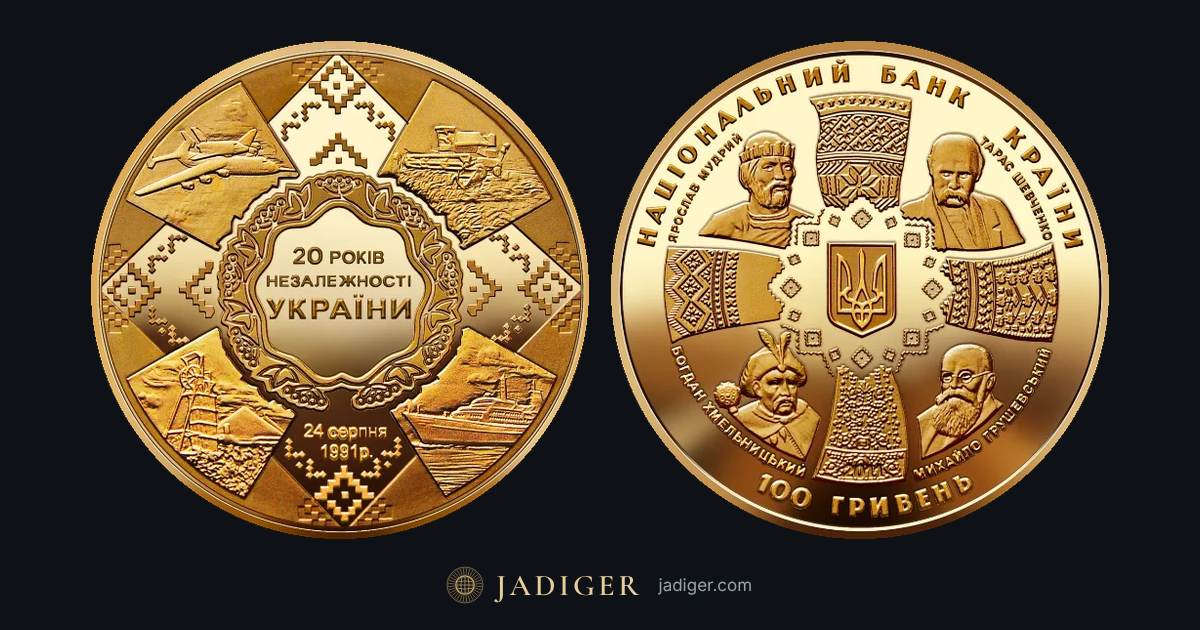 20 РОКІВ
НЕЗАЛЕЖНОСТІ
УКРАЇНИ
24 серпня
1991р.
НАЦІОНАЛЬНИЙ БАНК УКРАЇНИ
ЯРОСЛАВ МУДРИЙ
ТАРАС ШЕВЧЕНКО
БОГДАН ХМЕЛЬНИЦЬКИЙ
МИХАЙЛО ГРУШЕВСЬКИЙ
2011
100 ГРИВЕНЬ
JADIGER jadiger.com